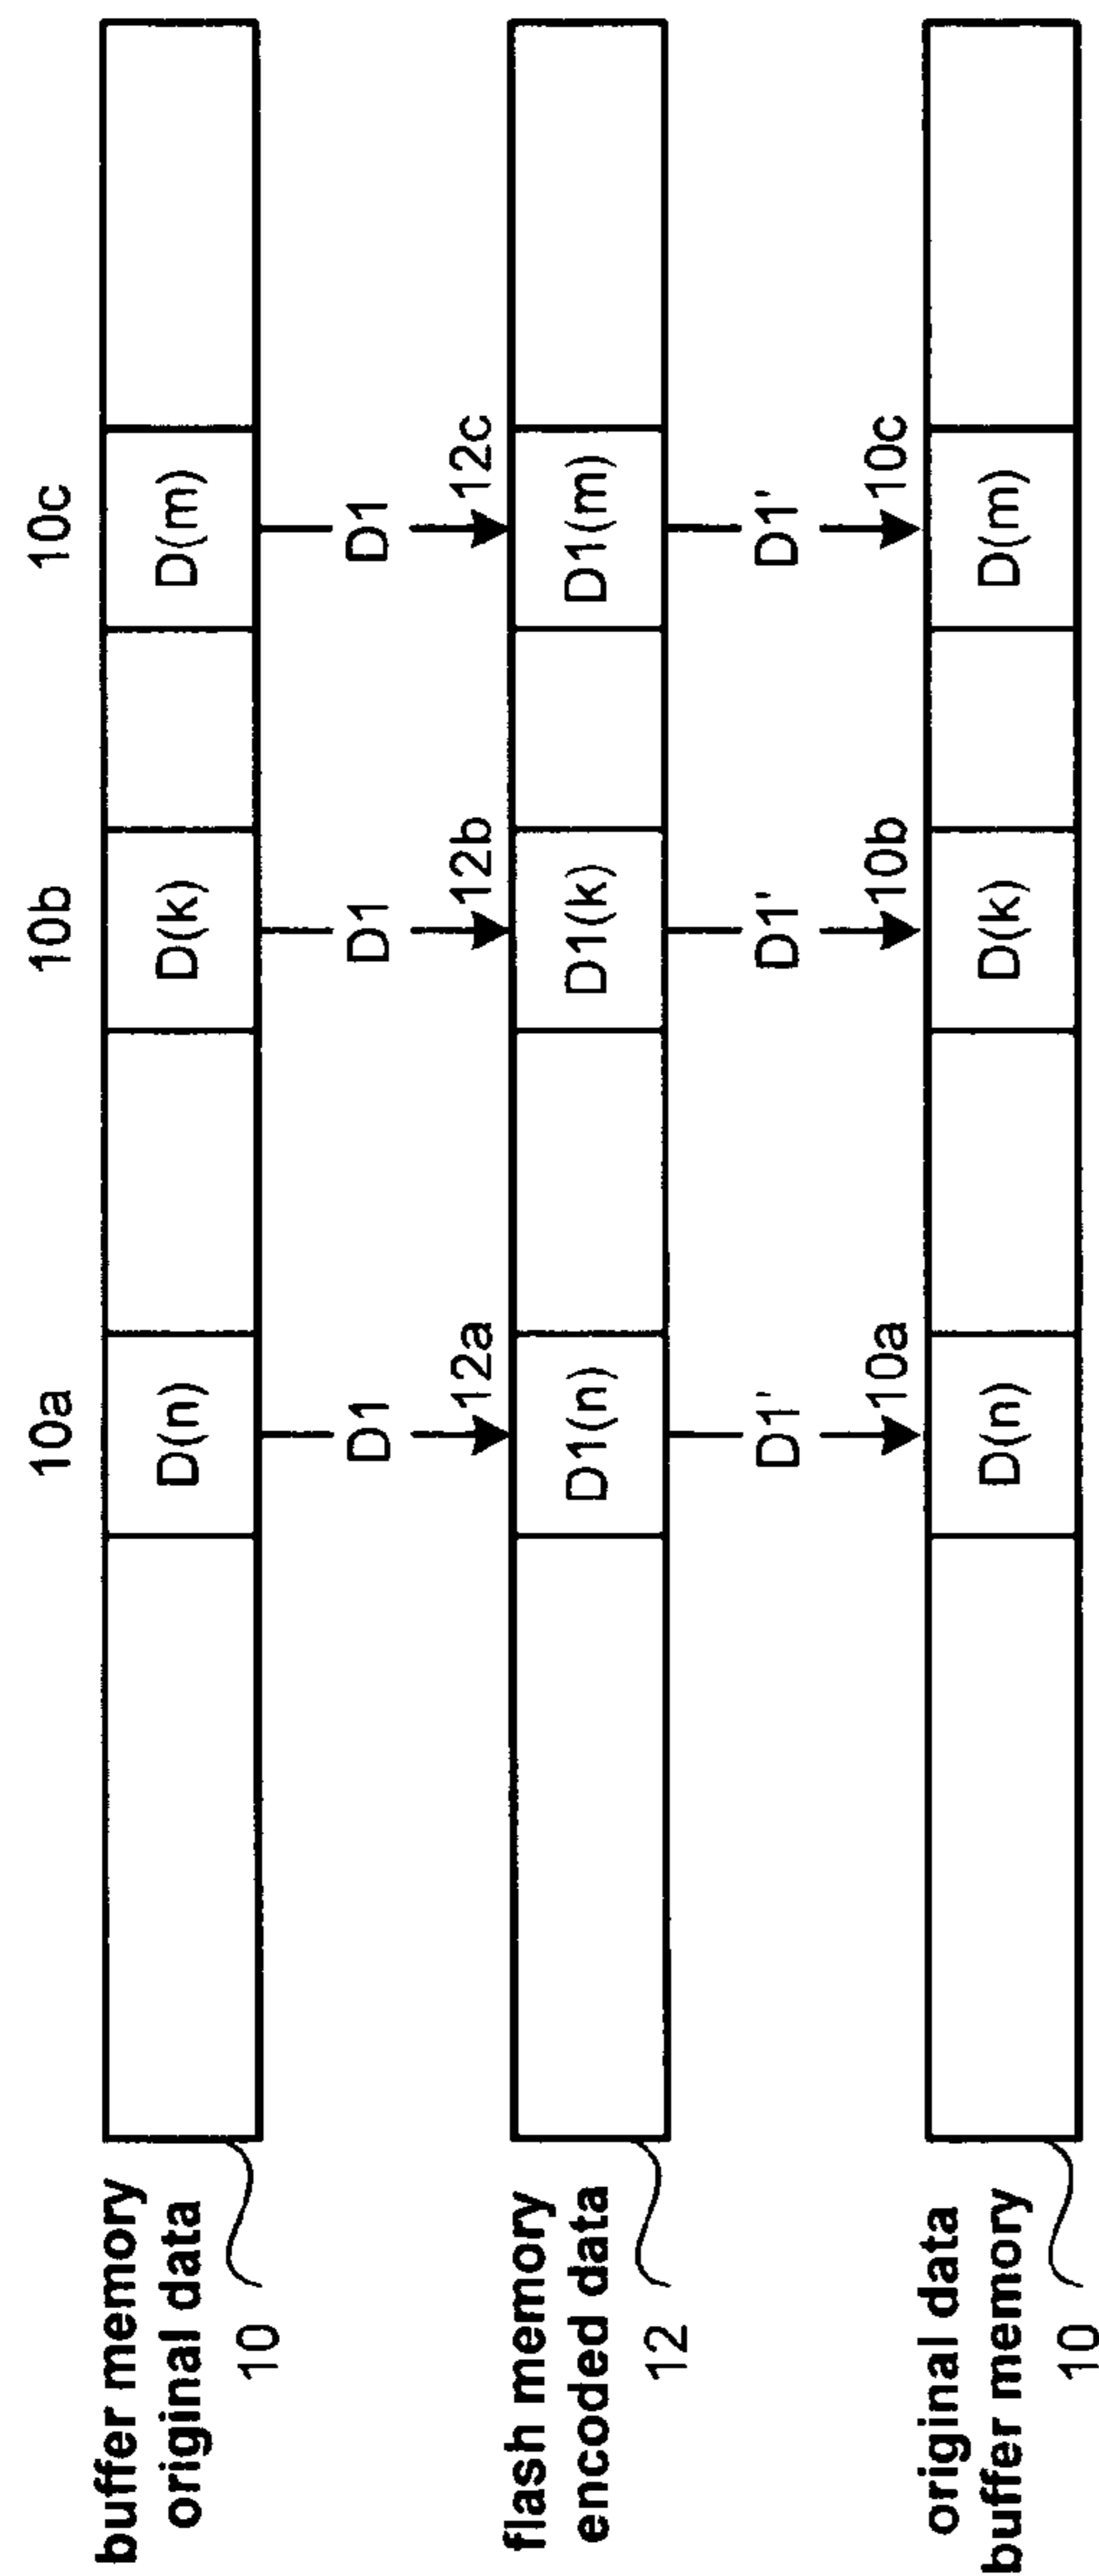 10a 10b 10c
buffer memory
original data
10
D(n) D(k) D(m)
D1 D1 D1
12a 12b 12c
flash memory
encoded data
12
D1(n) D1(k) D1(m)
D1' D1' D1'
10a 10b 10c
original data
buffer memory
10
D(n) D(k) D(m)